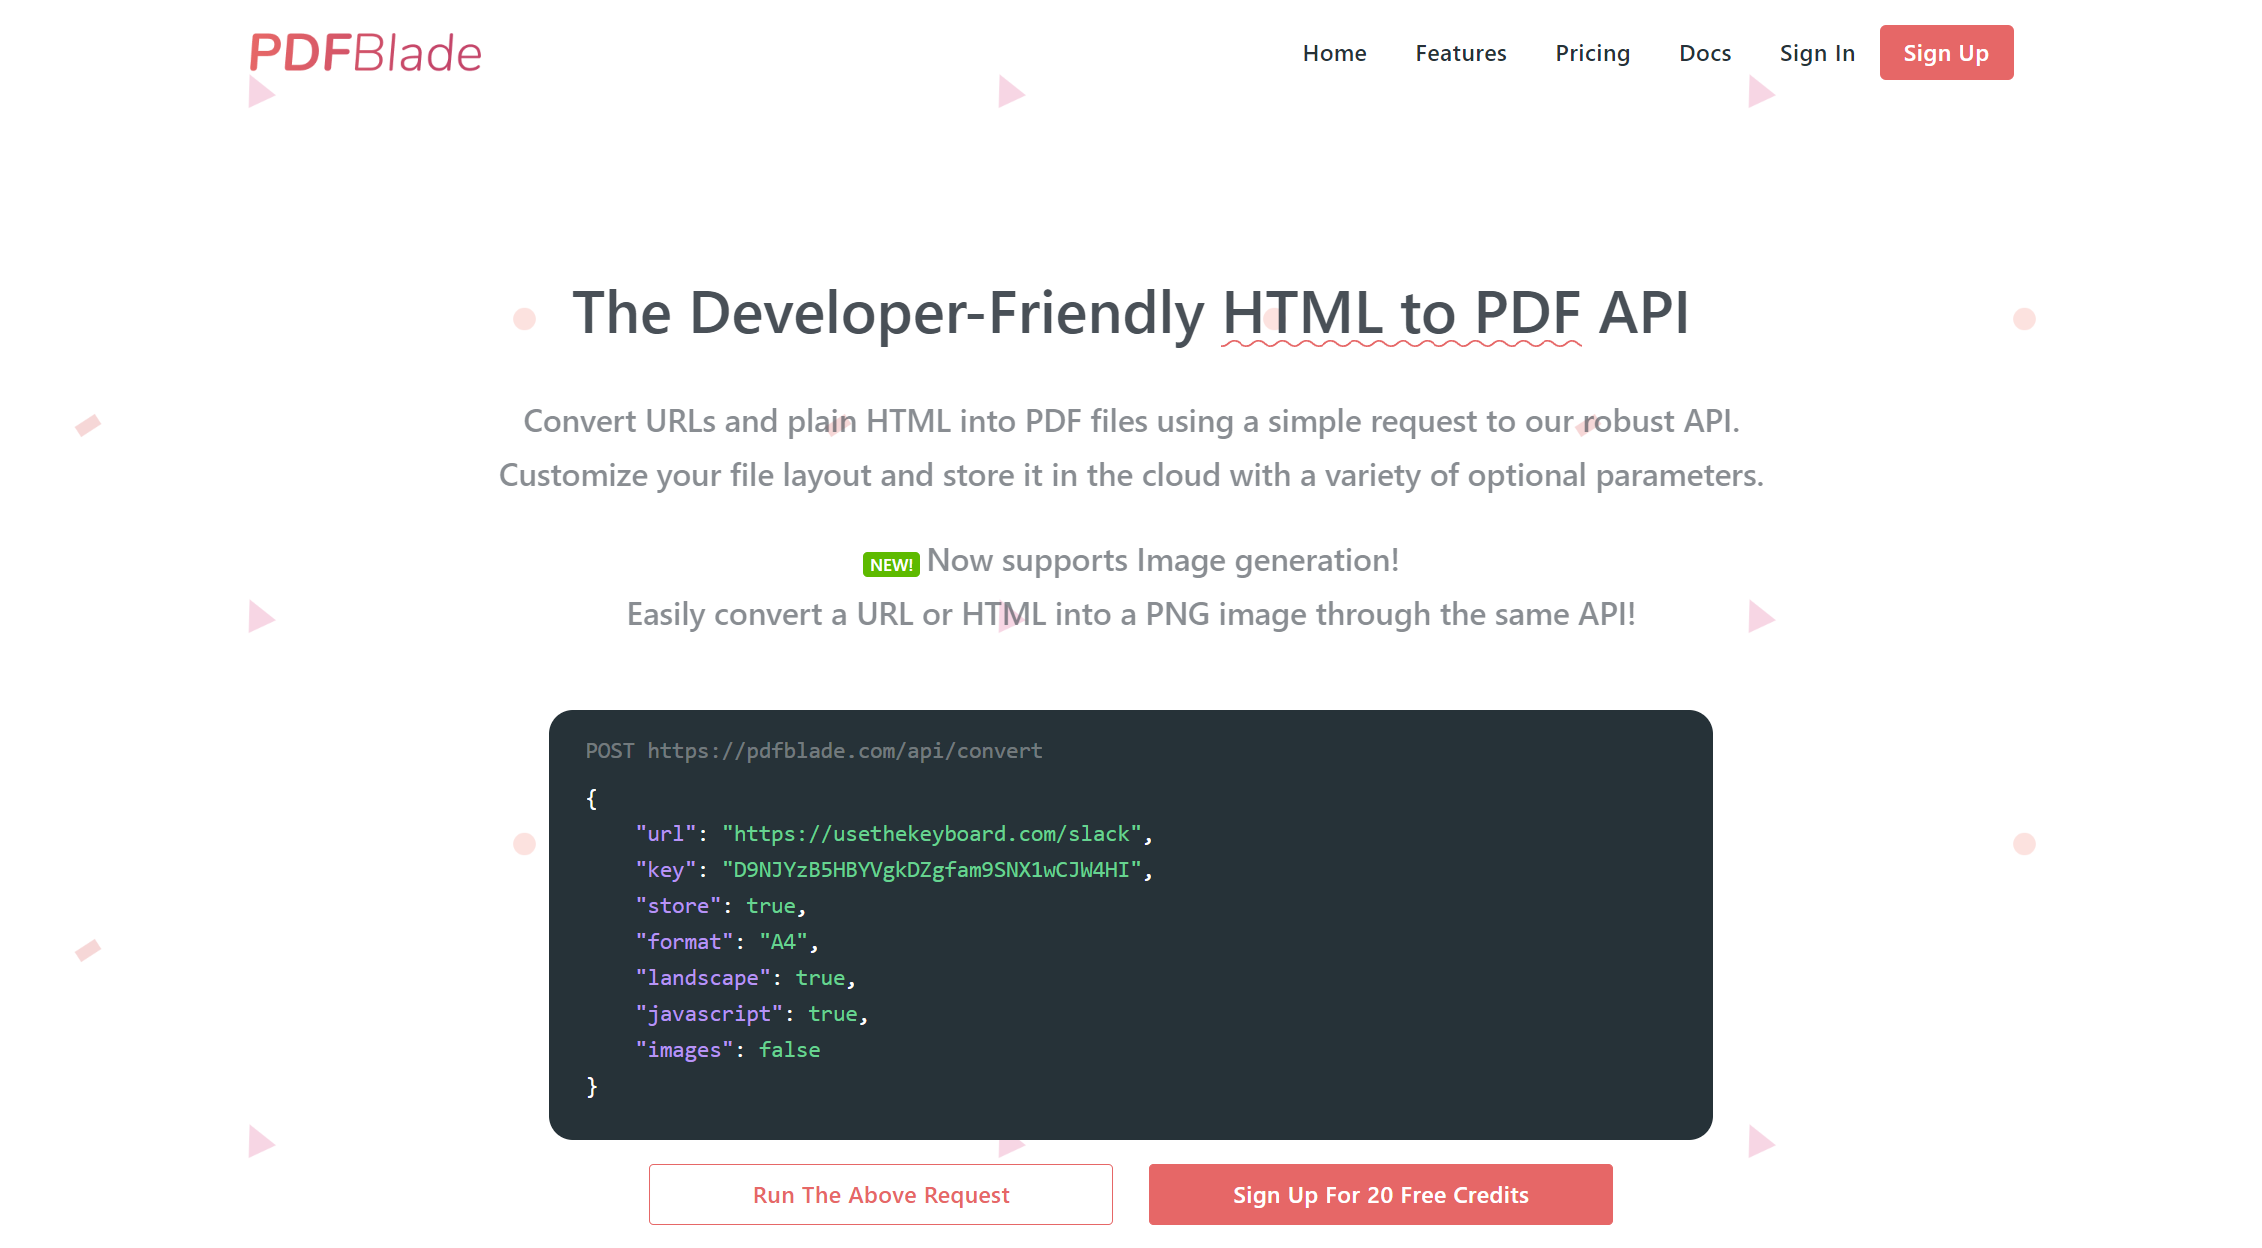 PDFBlade
Home Features Pricing Docs Sign In Sign Up
The Developer-Friendly HTML to PDF API
Convert URLs and plain HTML into PDF files using a simple request to our robust API.
Customize your file layout and store it in the cloud with a variety of optional parameters.
NEW! Now supports Image generation!
Easily convert a URL or HTML into a PNG image through the same API!
POST https://pdfblade.com/api/convert
{
"url": "https://usethekeyboard.com/slack",
"key": "D9NJYzB5HBYVgkDZgfam9SNX1wCJW4HI",
"store": true,
"format": "A4",
"landscape": true,
"javascript": true,
"images": false
}
Run The Above Request
Sign Up For 20 Free Credits